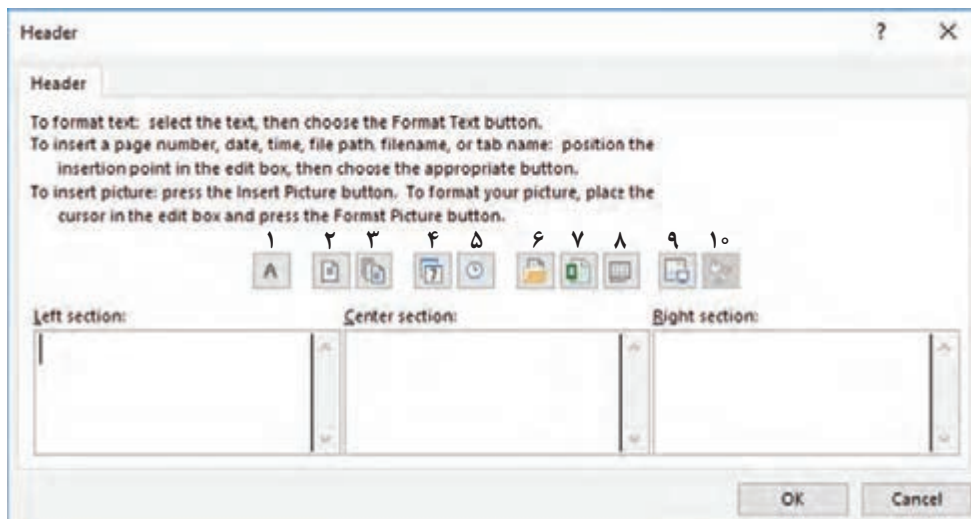 Header
? ×
Header
To format text: select the text, then choose the Format Text button.
To insert a page number, date, time, file path, filename, or tab name: position the
insertion point in the edit box, then choose the appropriate button.
To insert picture: press the Insert Picture button. To format your picture, place the
cursor in the edit box and press the Format Picture button.
۱ ۲ ۳ ۴ ۵ ۶ ۷ ۸ ۹ ۱۰
A
Left section: Center section: Right section:
OK Cancel